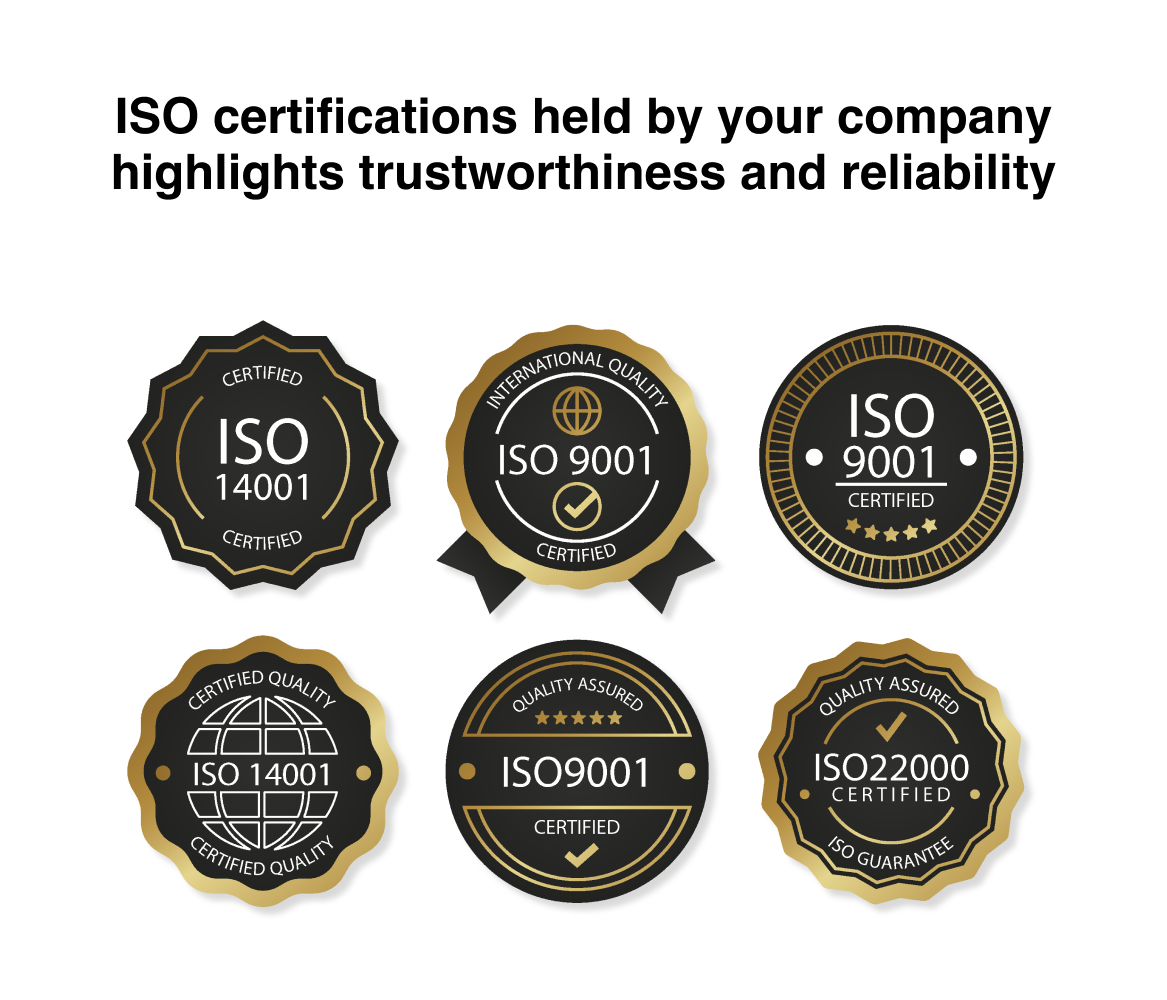 ISO certifications held by your company
highlights trustworthiness and reliability
CERTIFIED
ISO
14001
CERTIFIED
INTERNATIONAL QUALITY
ISO 9001
CERTIFIED
ISO
9001
CERTIFIED
CERTIFIED QUALITY
ISO 14001
CERTIFIED QUALITY
QUALITY ASSURED
ISO9001
CERTIFIED
QUALITY ASSURED
ISO22000
CERTIFIED
ISO GUARANTEE